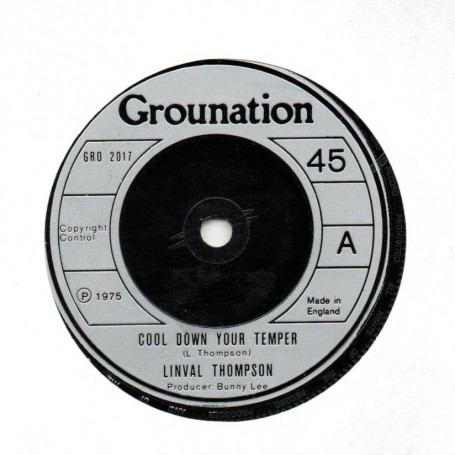 Grounation
GRO 2017
45
Copyright
Control
A
℗ 1975
Made in
England
COOL DOWN YOUR TEMPER
(L. Thompson)
LINVAL THOMPSON
Producer: Bunny Lee